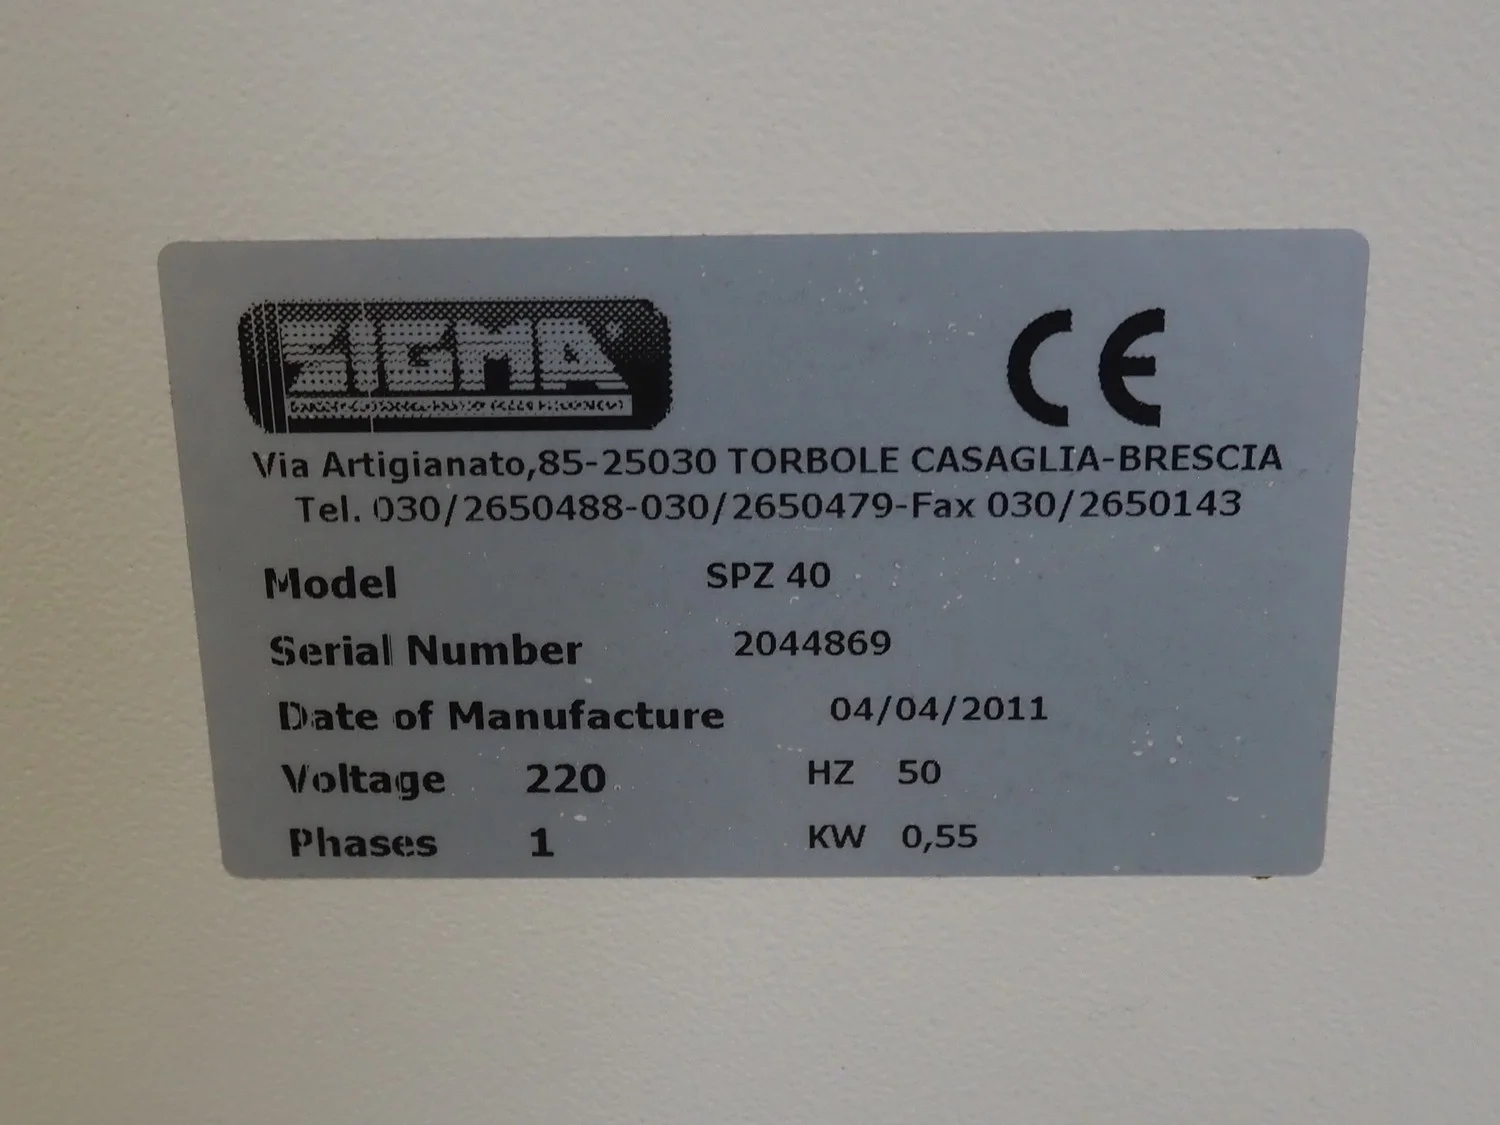 SIGMA
Via Artigianato,85-25030 TORBOLE CASAGLIA-BRESCIA
Tel. 030/2650488-030/2650479-Fax 030/2650143
Model SPZ 40
Serial Number 2044869
Date of Manufacture 04/04/2011
Voltage 220 HZ 50
Phases 1 KW 0,55